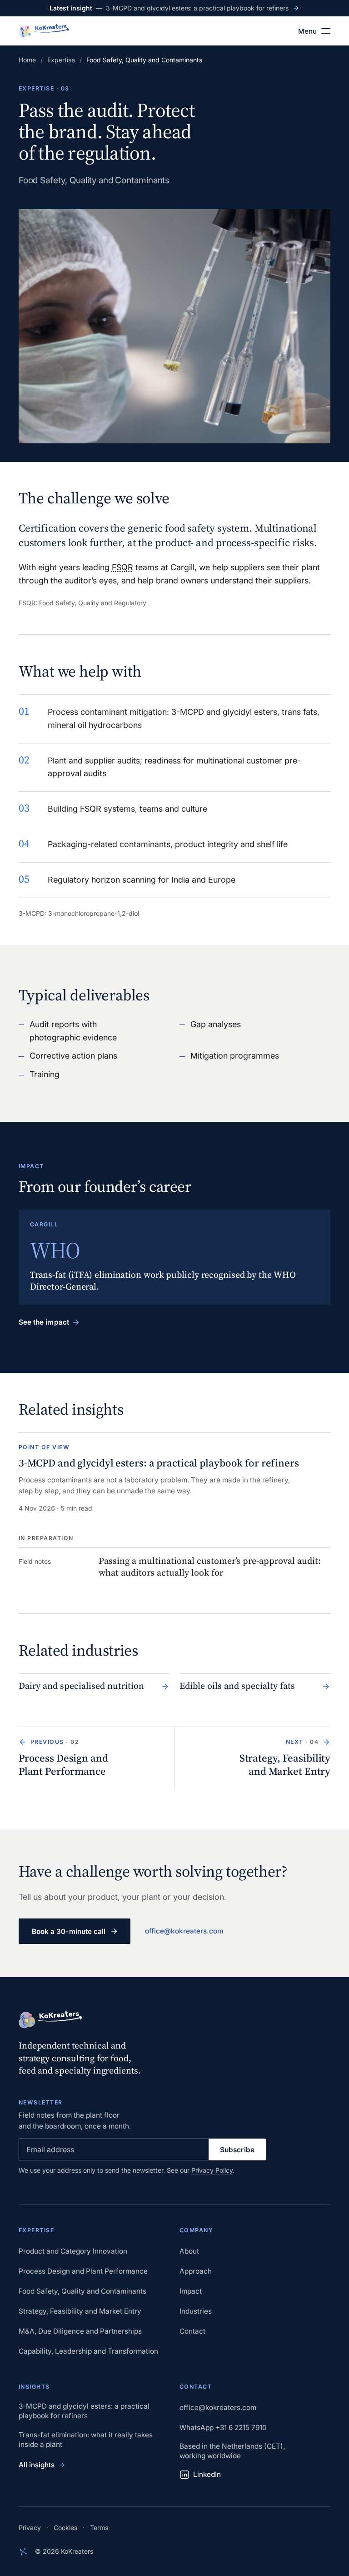 Latest insight — 3-MCPD and glycidyl esters: a practical playbook for refiners →
KoKreaters
Menu
Home / Expertise / Food Safety, Quality and Contaminants
EXPERTISE · 03
Pass the audit. Protect
the brand. Stay ahead
of the regulation.
Food Safety, Quality and Contaminants
The challenge we solve
Certification covers the generic food safety system. Multinational
customers look further, at the product- and process-specific risks.
With eight years leading FSQR teams at Cargill, we help suppliers see their plant
through the auditor’s eyes, and help brand owners understand their suppliers.
FSQR: Food Safety, Quality and Regulatory
What we help with
01 Process contaminant mitigation: 3-MCPD and glycidyl esters, trans fats,
mineral oil hydrocarbons
02 Plant and supplier audits; readiness for multinational customer pre-
approval audits
03 Building FSQR systems, teams and culture
04 Packaging-related contaminants, product integrity and shelf life
05 Regulatory horizon scanning for India and Europe
3-MCPD: 3-monochloropropane-1,2-diol
Typical deliverables
— Audit reports with
photographic evidence
— Gap analyses
— Corrective action plans
— Mitigation programmes
— Training
IMPACT
From our founder’s career
CARGILL
WHO
Trans-fat (iTFA) elimination work publicly recognised by the WHO
Director-General.
See the impact →
Related insights
POINT OF VIEW
3-MCPD and glycidyl esters: a practical playbook for refiners
Process contaminants are not a laboratory problem. They are made in the refinery,
step by step, and they can be unmade the same way.
4 Nov 2026 · 5 min read
IN PREPARATION
Field notes
Passing a multinational customer’s pre-approval audit:
what auditors actually look for
Related industries
Dairy and specialised nutrition →
Edible oils and specialty fats →
← PREVIOUS · 02
Process Design and
Plant Performance
NEXT · 04 →
Strategy, Feasibility
and Market Entry
Have a challenge worth solving together?
Tell us about your product, your plant or your decision.
Book a 30-minute call →
office@kokreaters.com
KoKreaters
Independent technical and
strategy consulting for food,
feed and specialty ingredients.
NEWSLETTER
Field notes from the plant floor
and the boardroom, once a month.
Email address
Subscribe
We use your address only to send the newsletter. See our Privacy Policy.
EXPERTISE
Product and Category Innovation
Process Design and Plant Performance
Food Safety, Quality and Contaminants
Strategy, Feasibility and Market Entry
M&A, Due Diligence and Partnerships
Capability, Leadership and Transformation
COMPANY
About
Approach
Impact
Industries
Contact
INSIGHTS
3-MCPD and glycidyl esters: a practical
playbook for refiners
Trans-fat elimination: what it really takes
inside a plant
All insights →
CONTACT
office@kokreaters.com
WhatsApp +31 6 2215 7910
Based in the Netherlands (CET),
working worldwide
LinkedIn
Privacy · Cookies · Terms
© 2026 KoKreaters